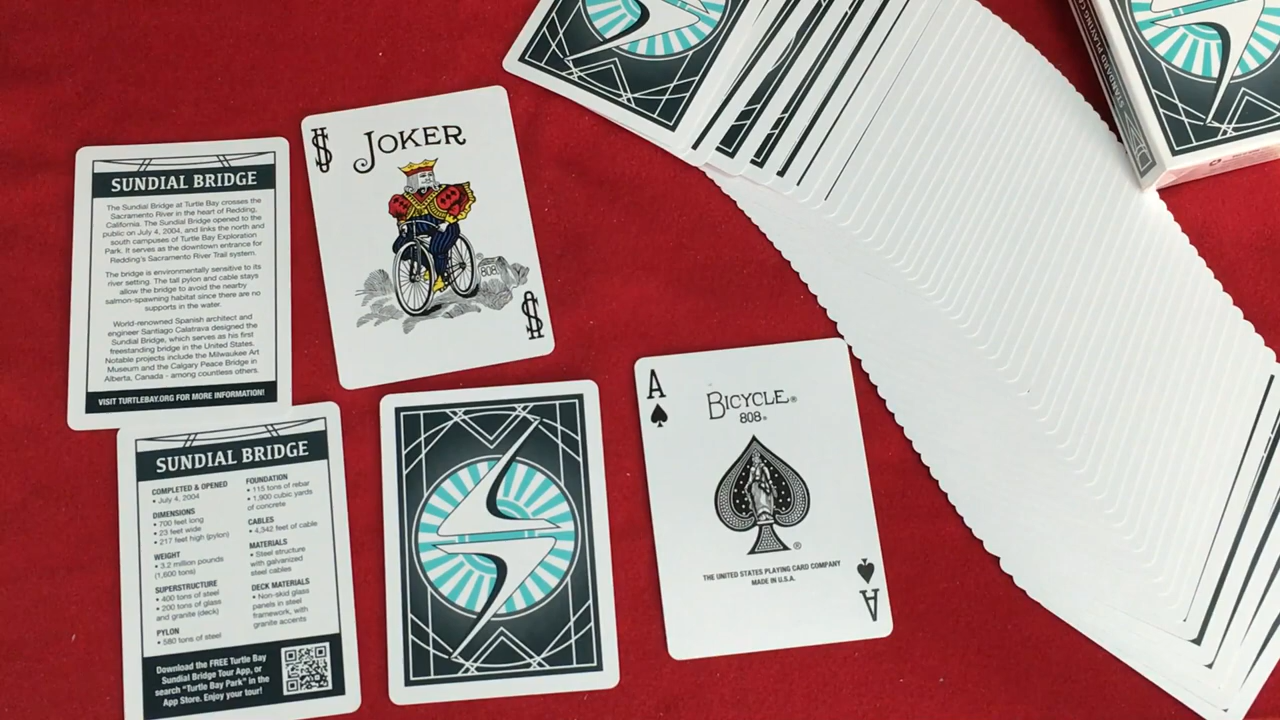 SUNDIAL BRIDGE
The Sundial Bridge at Turtle Bay crosses the
Sacramento River in the heart of Redding,
California. The Sundial Bridge opened to the
public on July 4, 2004, and links the north and
south campuses of Turtle Bay Exploration
Park. It serves as the downtown entrance for
Redding's Sacramento River Trail system.
The bridge is environmentally sensitive to its
river setting. The tall pylon and cable stays
allow the bridge to avoid the nearby
salmon-spawning habitat since there are no
supports in the water.
World-renowned Spanish architect and
engineer Santiago Calatrava designed the
Sundial Bridge, which serves as his first
freestanding bridge in the United States.
Notable projects include the Milwaukee Art
Museum and the Calgary Peace Bridge in
Alberta, Canada - among countless others.
VISIT TURTLEBAY.ORG FOR MORE INFORMATION!
JOKER
808
SUNDIAL BRIDGE
COMPLETED & OPENED
• July 4, 2004
DIMENSIONS
• 700 feet long
• 23 feet wide
• 217 feet high (pylon)
WEIGHT
• 3.2 million pounds
(1,600 tons)
SUPERSTRUCTURE
• 400 tons of steel
• 200 tons of glass
and granite (deck)
PYLON
• 580 tons of steel
FOUNDATION
• 115 tons of rebar
• 1,900 cubic yards
of concrete
CABLES
• 4,342 feet of cable
MATERIALS
• Steel structure
with galvanized
steel cables
DECK MATERIALS
• Non-skid glass
panels in steel
framework, with
granite accents
Download the FREE Turtle Bay
Sundial Bridge Tour App, or
search "Turtle Bay Park" in the
App Store. Enjoy your tour!
A
BICYCLE®
808®
®
THE UNITED STATES PLAYING CARD COMPANY
MADE IN U.S.A.
A
STANDARD PLAYING